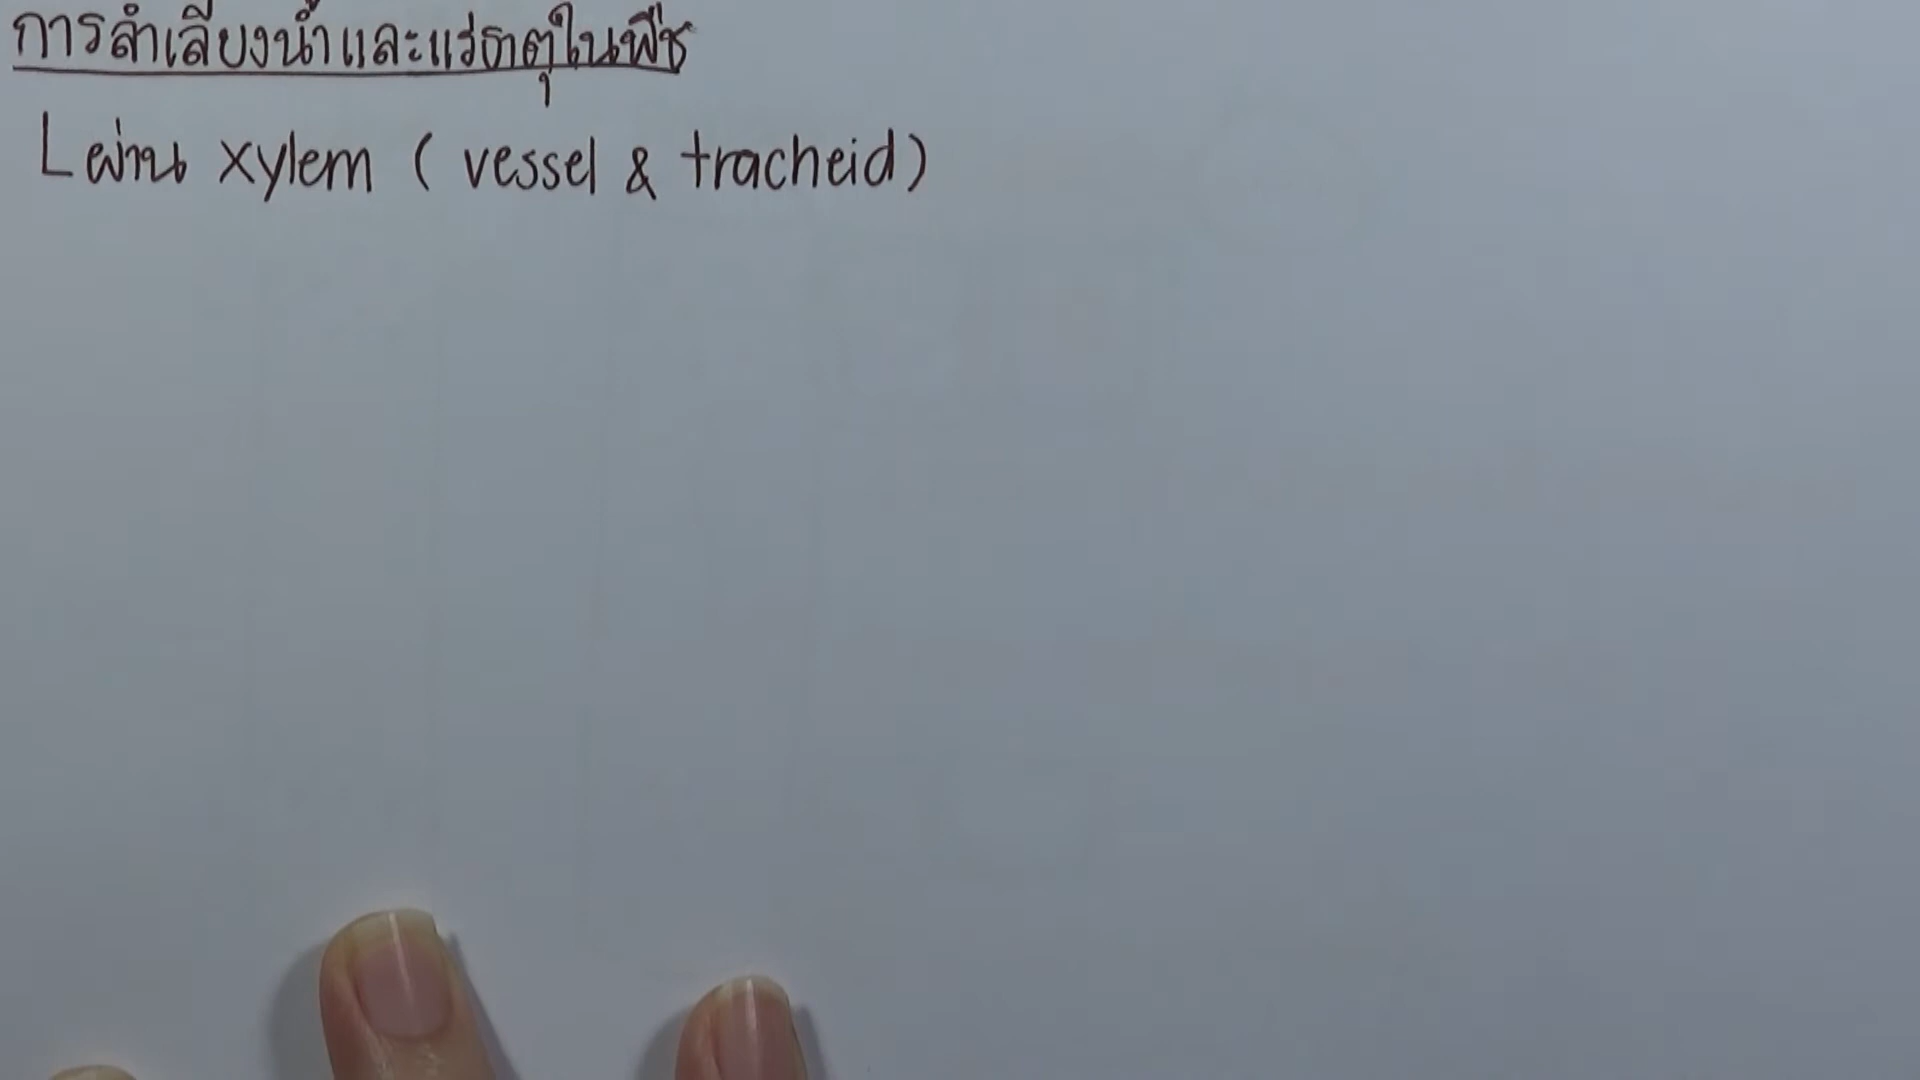 การลำเลียงน้ำและแร่ธาตุในพืช
ผ่าน xylem ( vessel & tracheid )